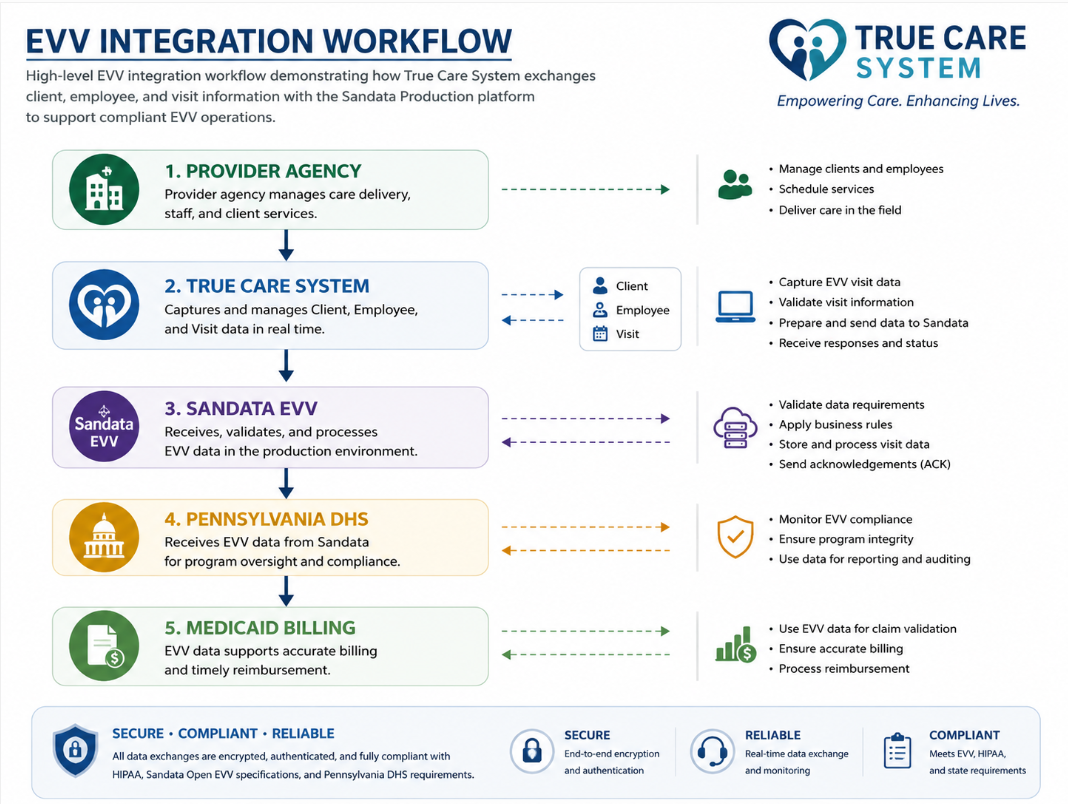 EVV INTEGRATION WORKFLOW
High-level EVV integration workflow demonstrating how True Care System exchanges
client, employee, and visit information with the Sandata Production platform
to support compliant EVV operations.
TRUE CARE
SYSTEM
Empowering Care. Enhancing Lives.
1. PROVIDER AGENCY
Provider agency manages care delivery,
staff, and client services.
• Manage clients and employees
• Schedule services
• Deliver care in the field
2. TRUE CARE SYSTEM
Captures and manages Client, Employee,
and Visit data in real time.
Client
Employee
Visit
• Capture EVV visit data
• Validate visit information
• Prepare and send data to Sandata
• Receive responses and status
Sandata
EVV
3. SANDATA EVV
Receives, validates, and processes
EVV data in the production environment.
• Validate data requirements
• Apply business rules
• Store and process visit data
• Send acknowledgements (ACK)
4. PENNSYLVANIA DHS
Receives EVV data from Sandata
for program oversight and compliance.
• Monitor EVV compliance
• Ensure program integrity
• Use data for reporting and auditing
5. MEDICAID BILLING
EVV data supports accurate billing
and timely reimbursement.
• Use EVV data for claim validation
• Ensure accurate billing
• Process reimbursement
SECURE • COMPLIANT • RELIABLE
All data exchanges are encrypted, authenticated, and fully compliant with
HIPAA, Sandata Open EVV specifications, and Pennsylvania DHS requirements.
SECURE
End-to-end encryption
and authentication
RELIABLE
Real-time data exchange
and monitoring
COMPLIANT
Meets EVV, HIPAA,
and state requirements